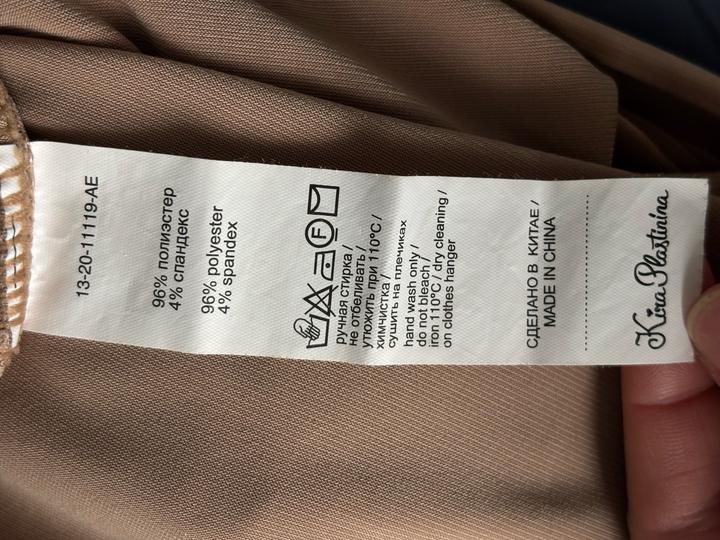 13-20-11119-AE
96% полиэстер
4% спандекс
96% polyester
4% spandex
F
ручная стирка /
не отбеливать /
утюжить при 110°C /
химчистка /
сушить на плечиках
hand wash only /
do not bleach /
iron 110°C / dry cleaning /
on clothes hanger
СДЕЛАНО В КИТАЕ /
MADE IN CHINA
Kira Plastinina